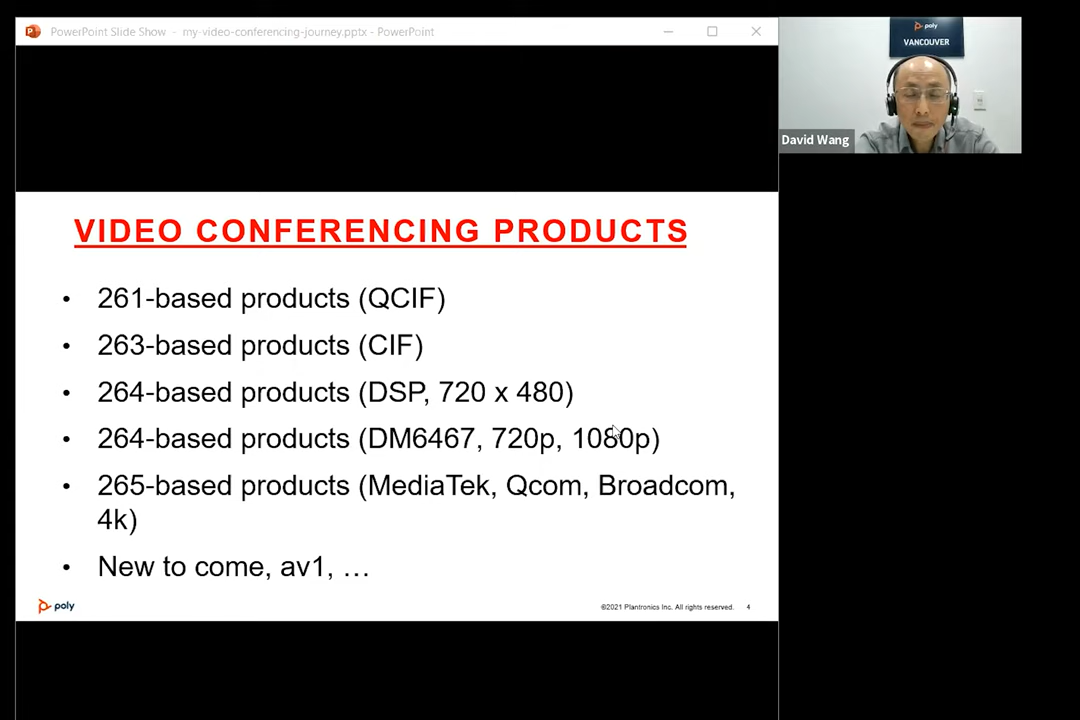 PowerPoint Slide Show - my-video-conferencing-journey.pptx - PowerPoint
poly
VANCOUVER
David Wang
VIDEO CONFERENCING PRODUCTS
• 261-based products (QCIF)
• 263-based products (CIF)
• 264-based products (DSP, 720 x 480)
• 264-based products (DM6467, 720p, 1080p)
• 265-based products (MediaTek, Qcom, Broadcom,
4k)
• New to come, av1, …
poly
©2021 Plantronics Inc. All rights reserved. 4